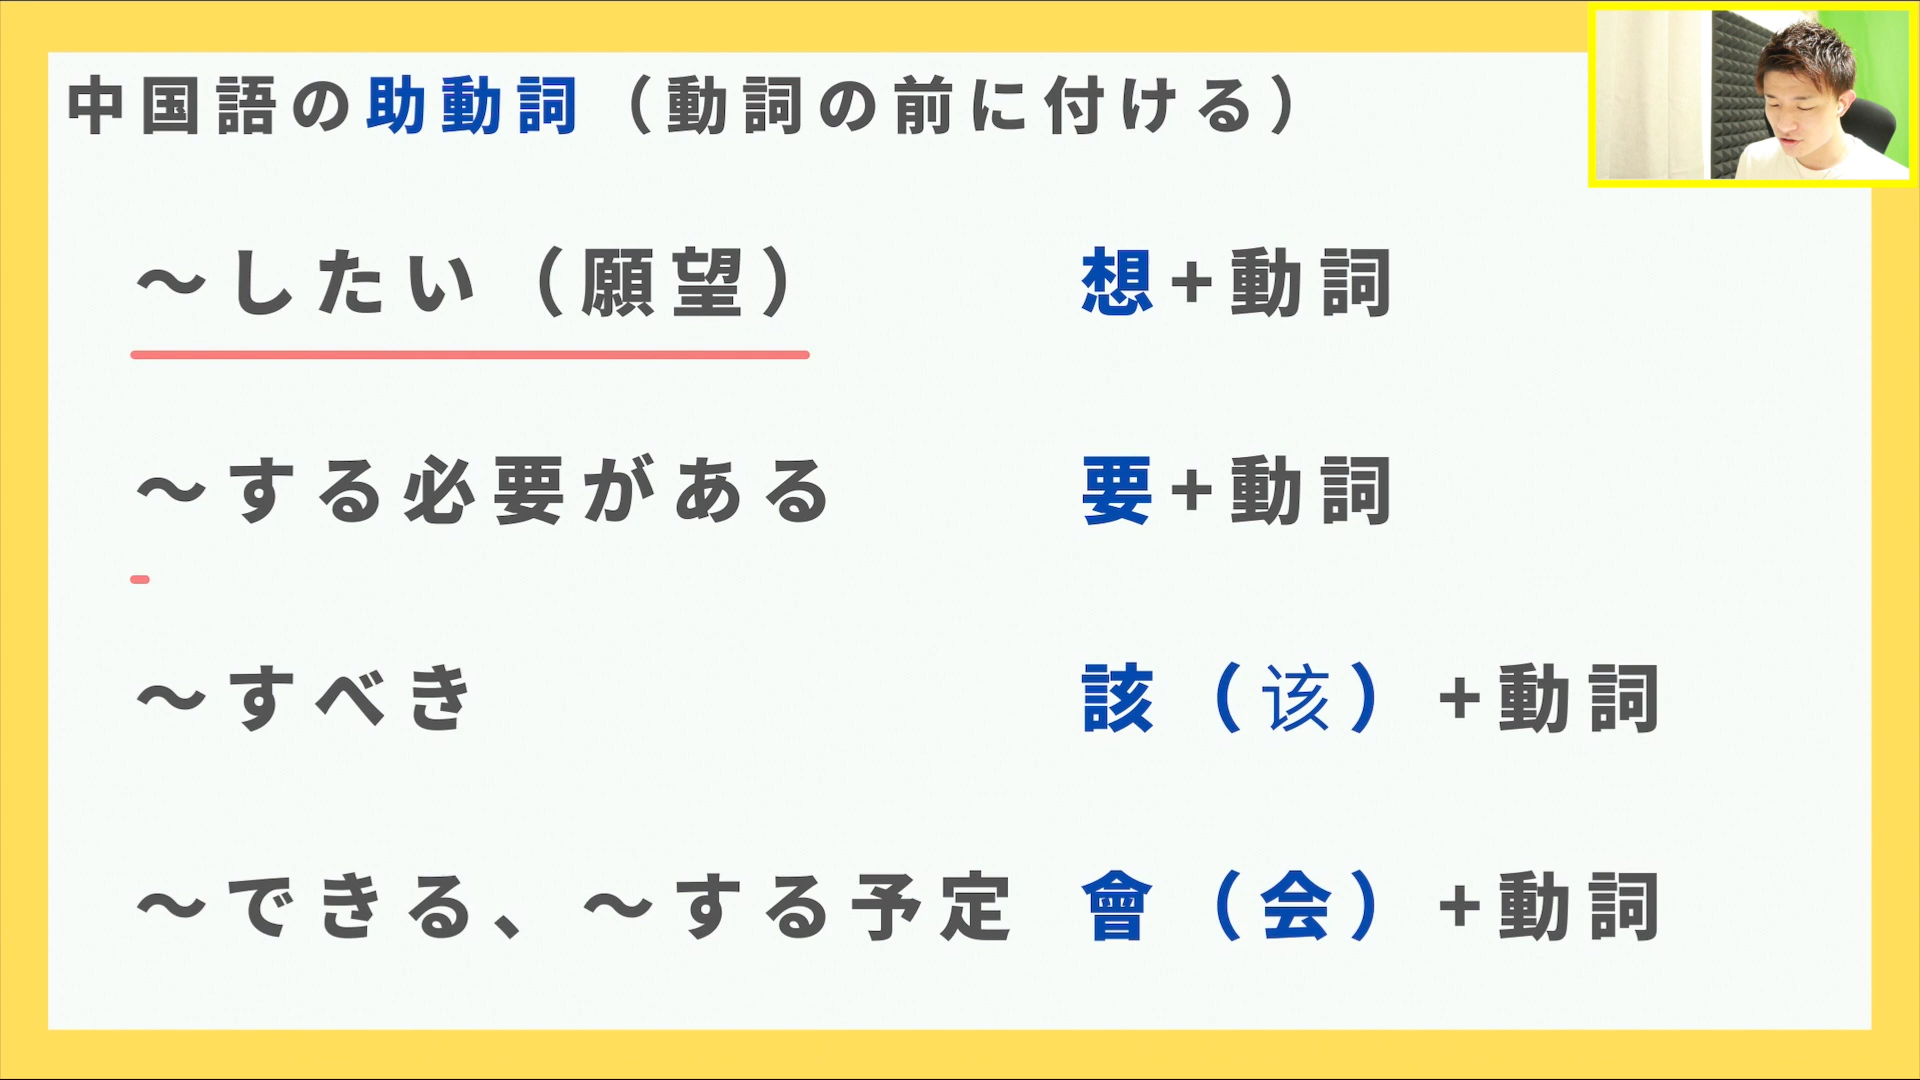 中国語の助動詞（動詞の前に付ける）
〜したい（願望） 想+動詞
〜する必要がある 要+動詞
〜すべき 該（该）+動詞
〜できる、〜する予定 會（会）+動詞